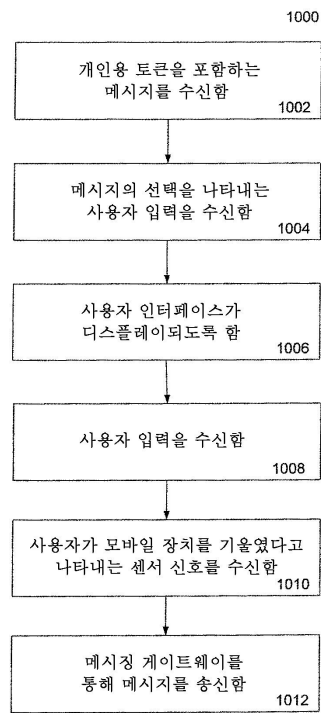 1000
개인용 토큰을 포함하는
메시지를 수신함
1002
메시지의 선택을 나타내는
사용자 입력을 수신함
1004
사용자 인터페이스가
디스플레이되도록 함
1006
사용자 입력을 수신함
1008
사용자가 모바일 장치를 기울였다고
나타내는 센서 신호를 수신함
1010
메시징 게이트웨이를
통해 메시지를 송신함
1012